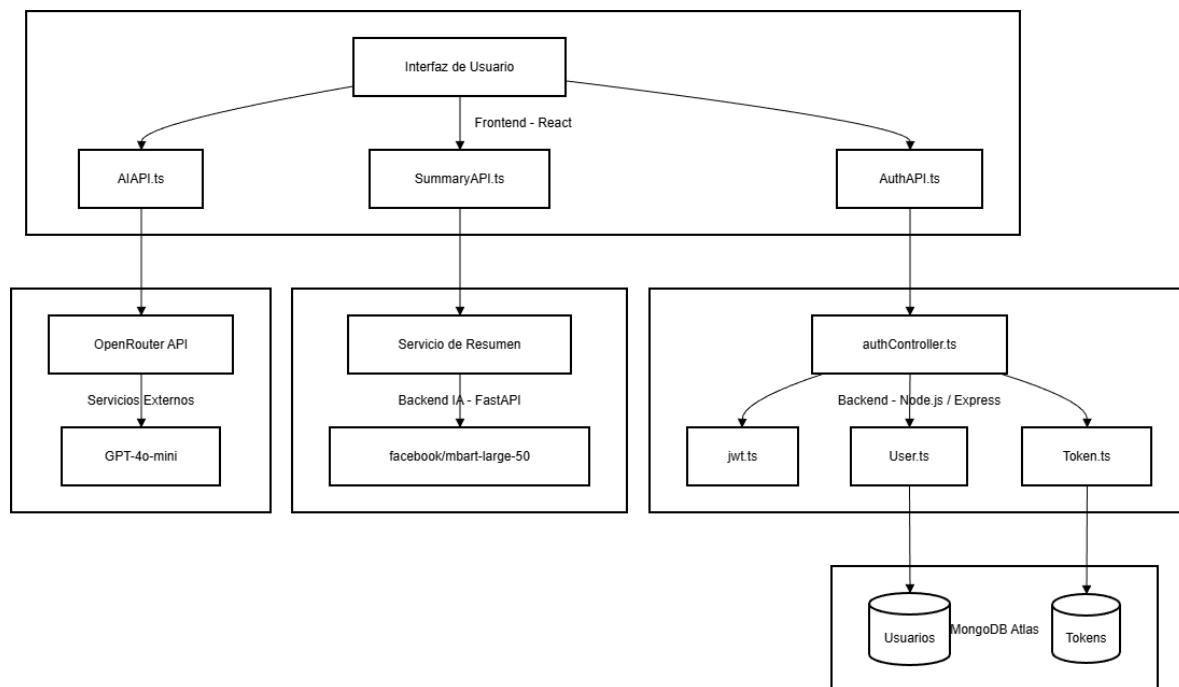 Interfaz de Usuario
Frontend - React
AIAPI.ts
SummaryAPI.ts
AuthAPI.ts
OpenRouter API
Servicio de Resumen
authController.ts
Servicios Externos
Backend IA - FastAPI
Backend - Node.js / Express
GPT-4o-mini
facebook/mbart-large-50
jwt.ts
User.ts
Token.ts
Usuarios
MongoDB Atlas
Tokens